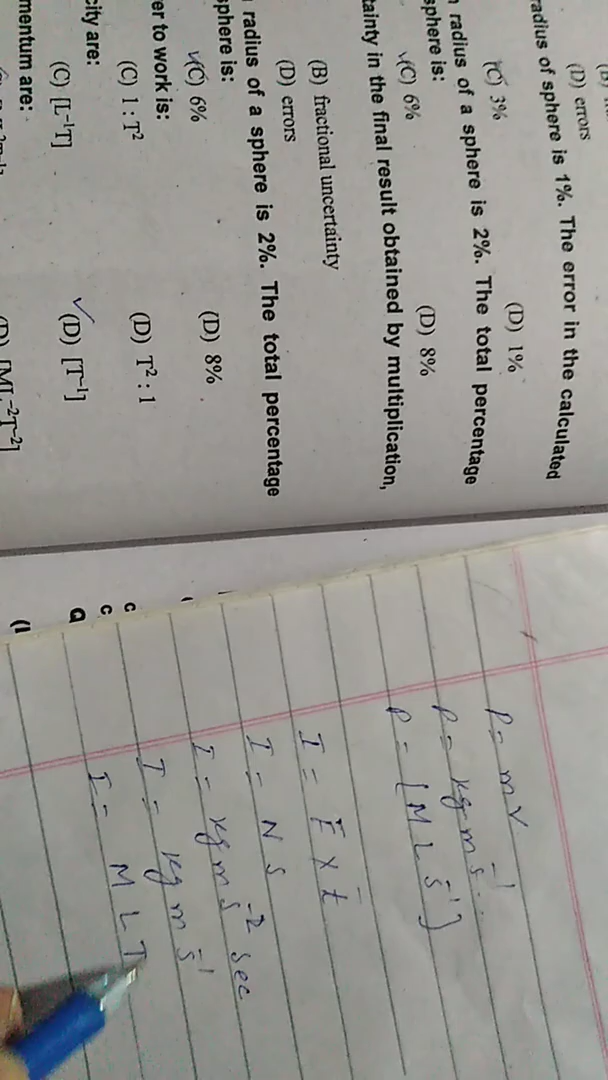 (D) errors
radius of sphere is 1%. The error in the calculated
(C) 3%
(D) 1%
radius of a sphere is 2%. The total percentage
sphere is:
(C) 6%
(D) 8%
tainty in the final result obtained by multiplication,
(B) fractional uncertainty
(D) errors
radius of a sphere is 2%. The total percentage
sphere is:
(C) 6%
(D) 8%
er to work is:
(C) 1 : T²
(D) T² : 1
city are:
(C) [L⁻¹T]
(D) [T⁻¹]
mentum are:
(D) [ML⁻²T⁻²]
P = mv
P = kg m s⁻¹
P = [M L s⁻¹]
I = F x t
I = N s
I = kg m s⁻² sec
I = kg m s⁻¹
I = M L T